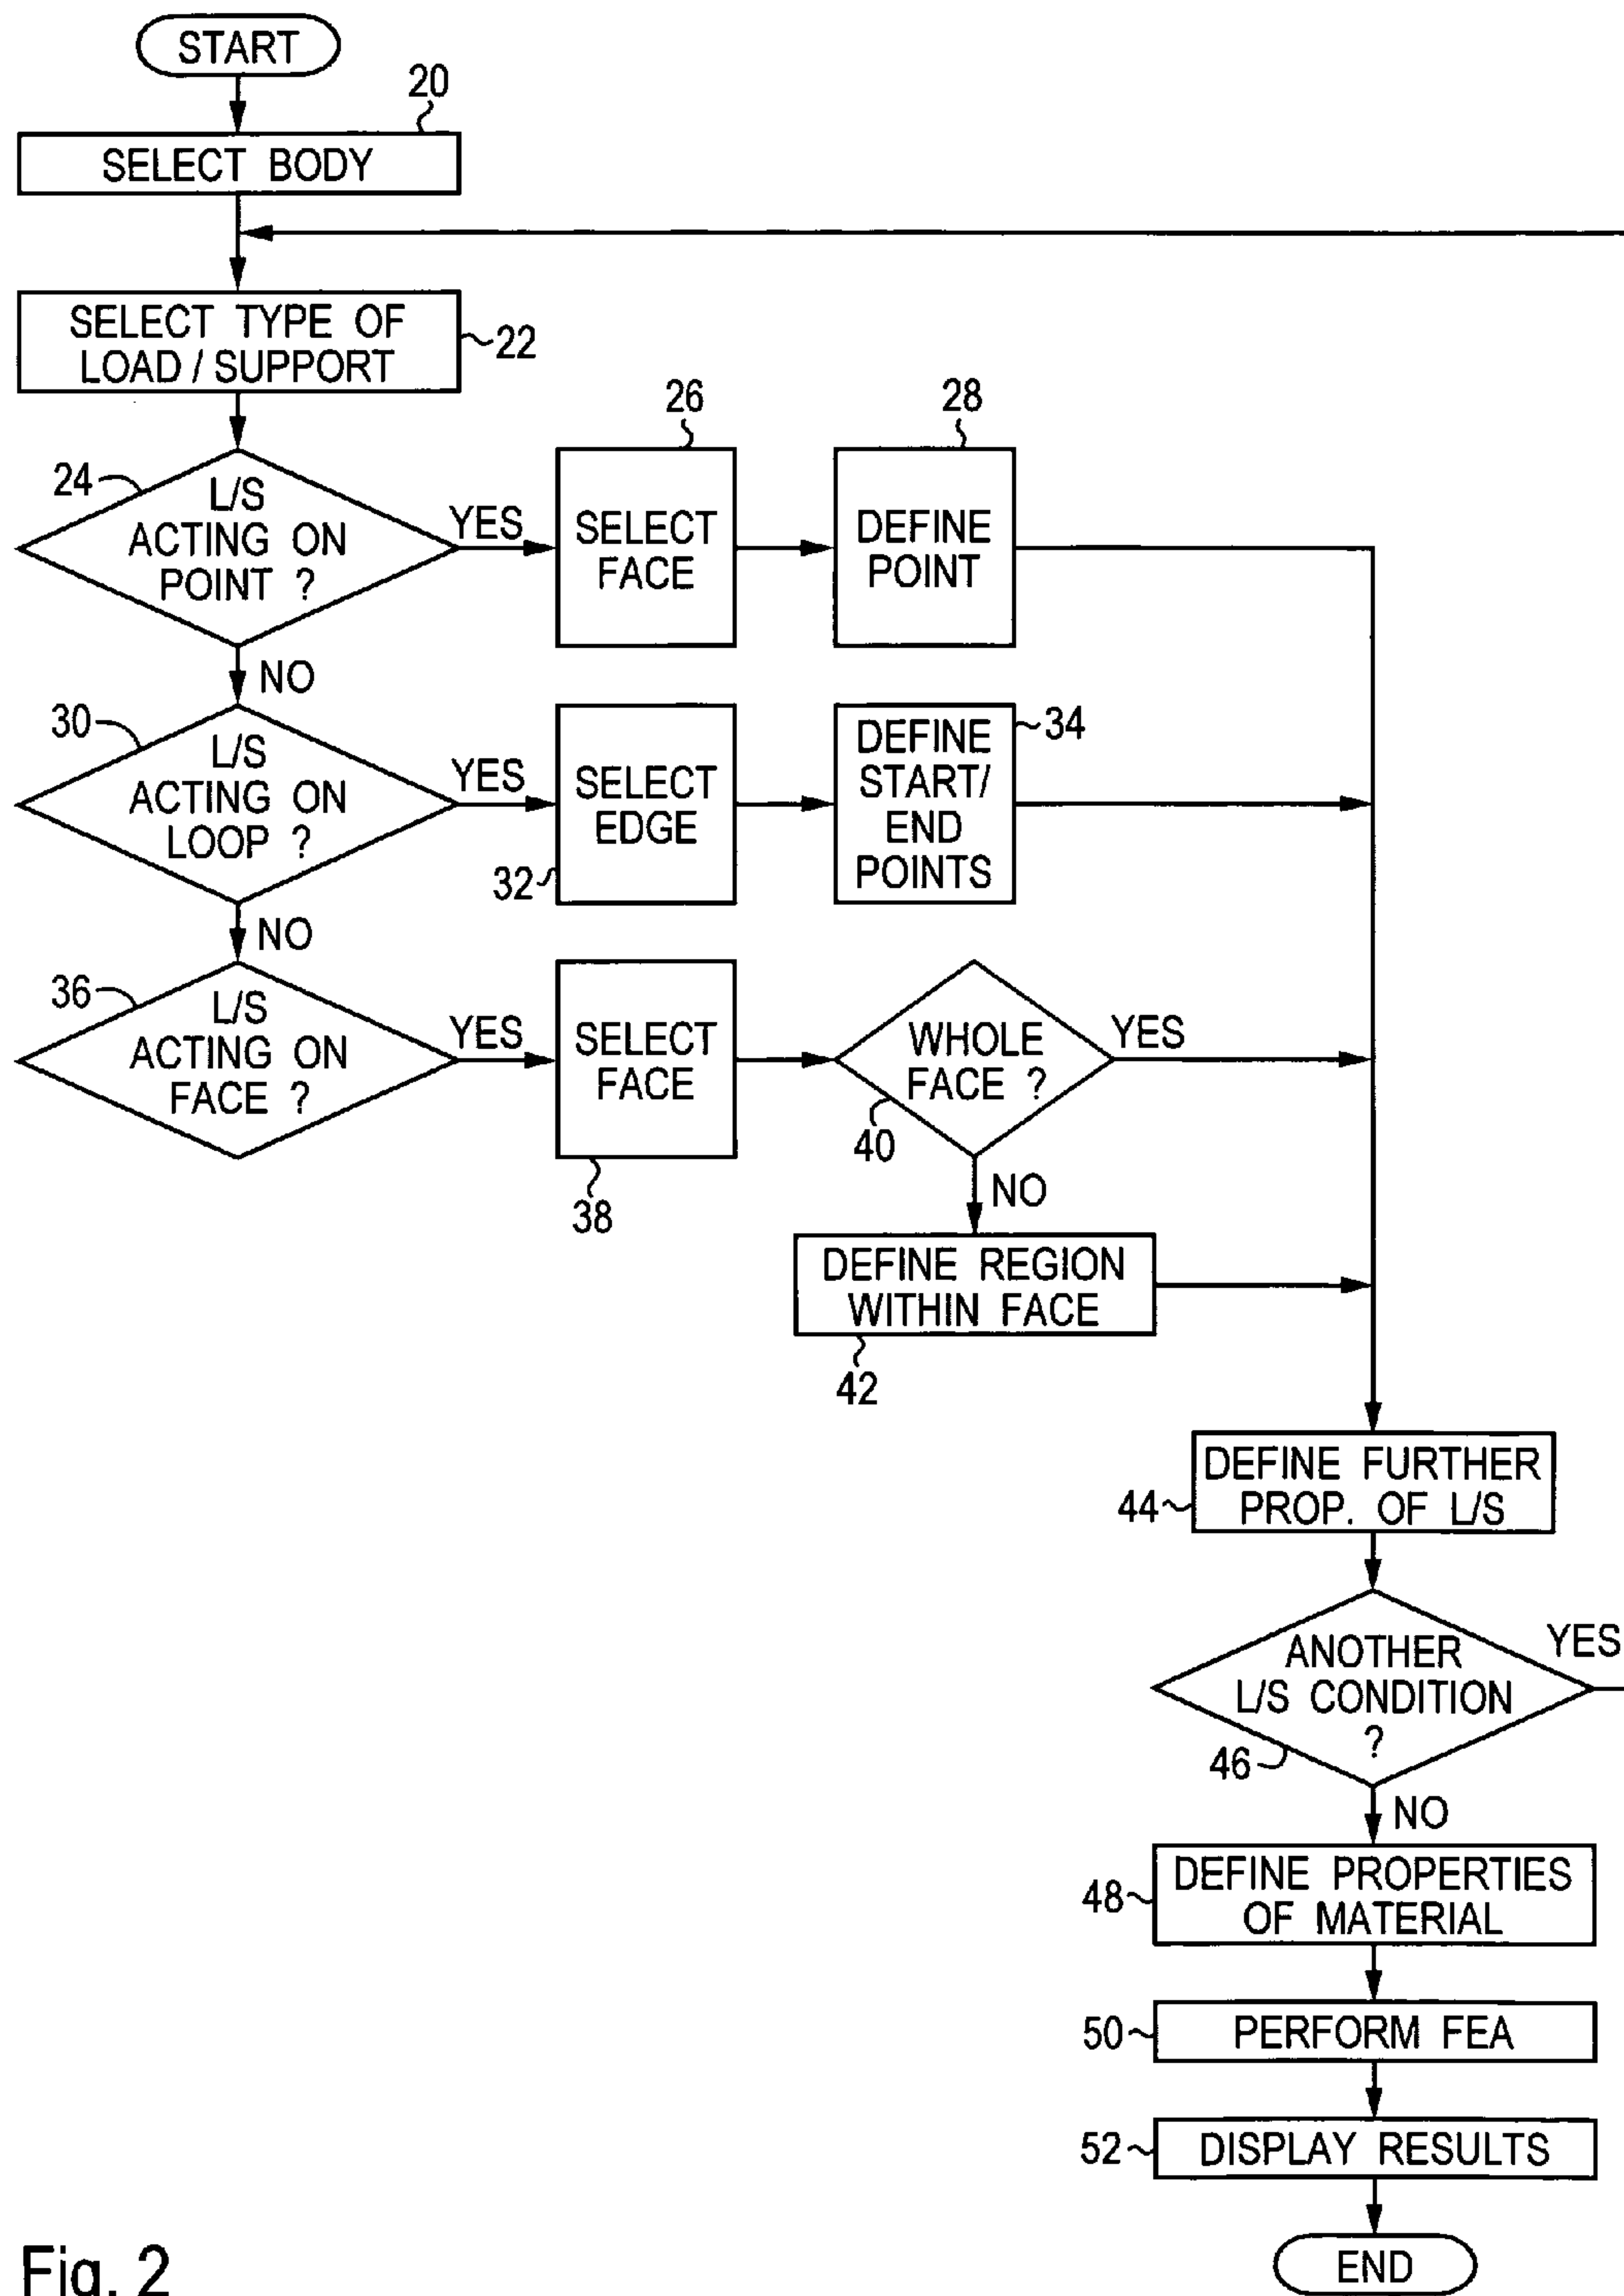 START
20
SELECT BODY
SELECT TYPE OF
LOAD / SUPPORT
22
24
L/S
ACTING ON
POINT ?
YES
26
SELECT
FACE
28
DEFINE
POINT
NO
30
L/S
ACTING ON
LOOP ?
YES
32
SELECT
EDGE
34
DEFINE
START/
END
POINTS
NO
36
L/S
ACTING ON
FACE ?
YES
SELECT
FACE
38
WHOLE
FACE ?
40
YES
NO
DEFINE REGION
WITHIN FACE
42
44
DEFINE FURTHER
PROP. OF L/S
ANOTHER
L/S CONDITION
?
46
YES
NO
48
DEFINE PROPERTIES
OF MATERIAL
50
PERFORM FEA
52
DISPLAY RESULTS
END
Fig. 2